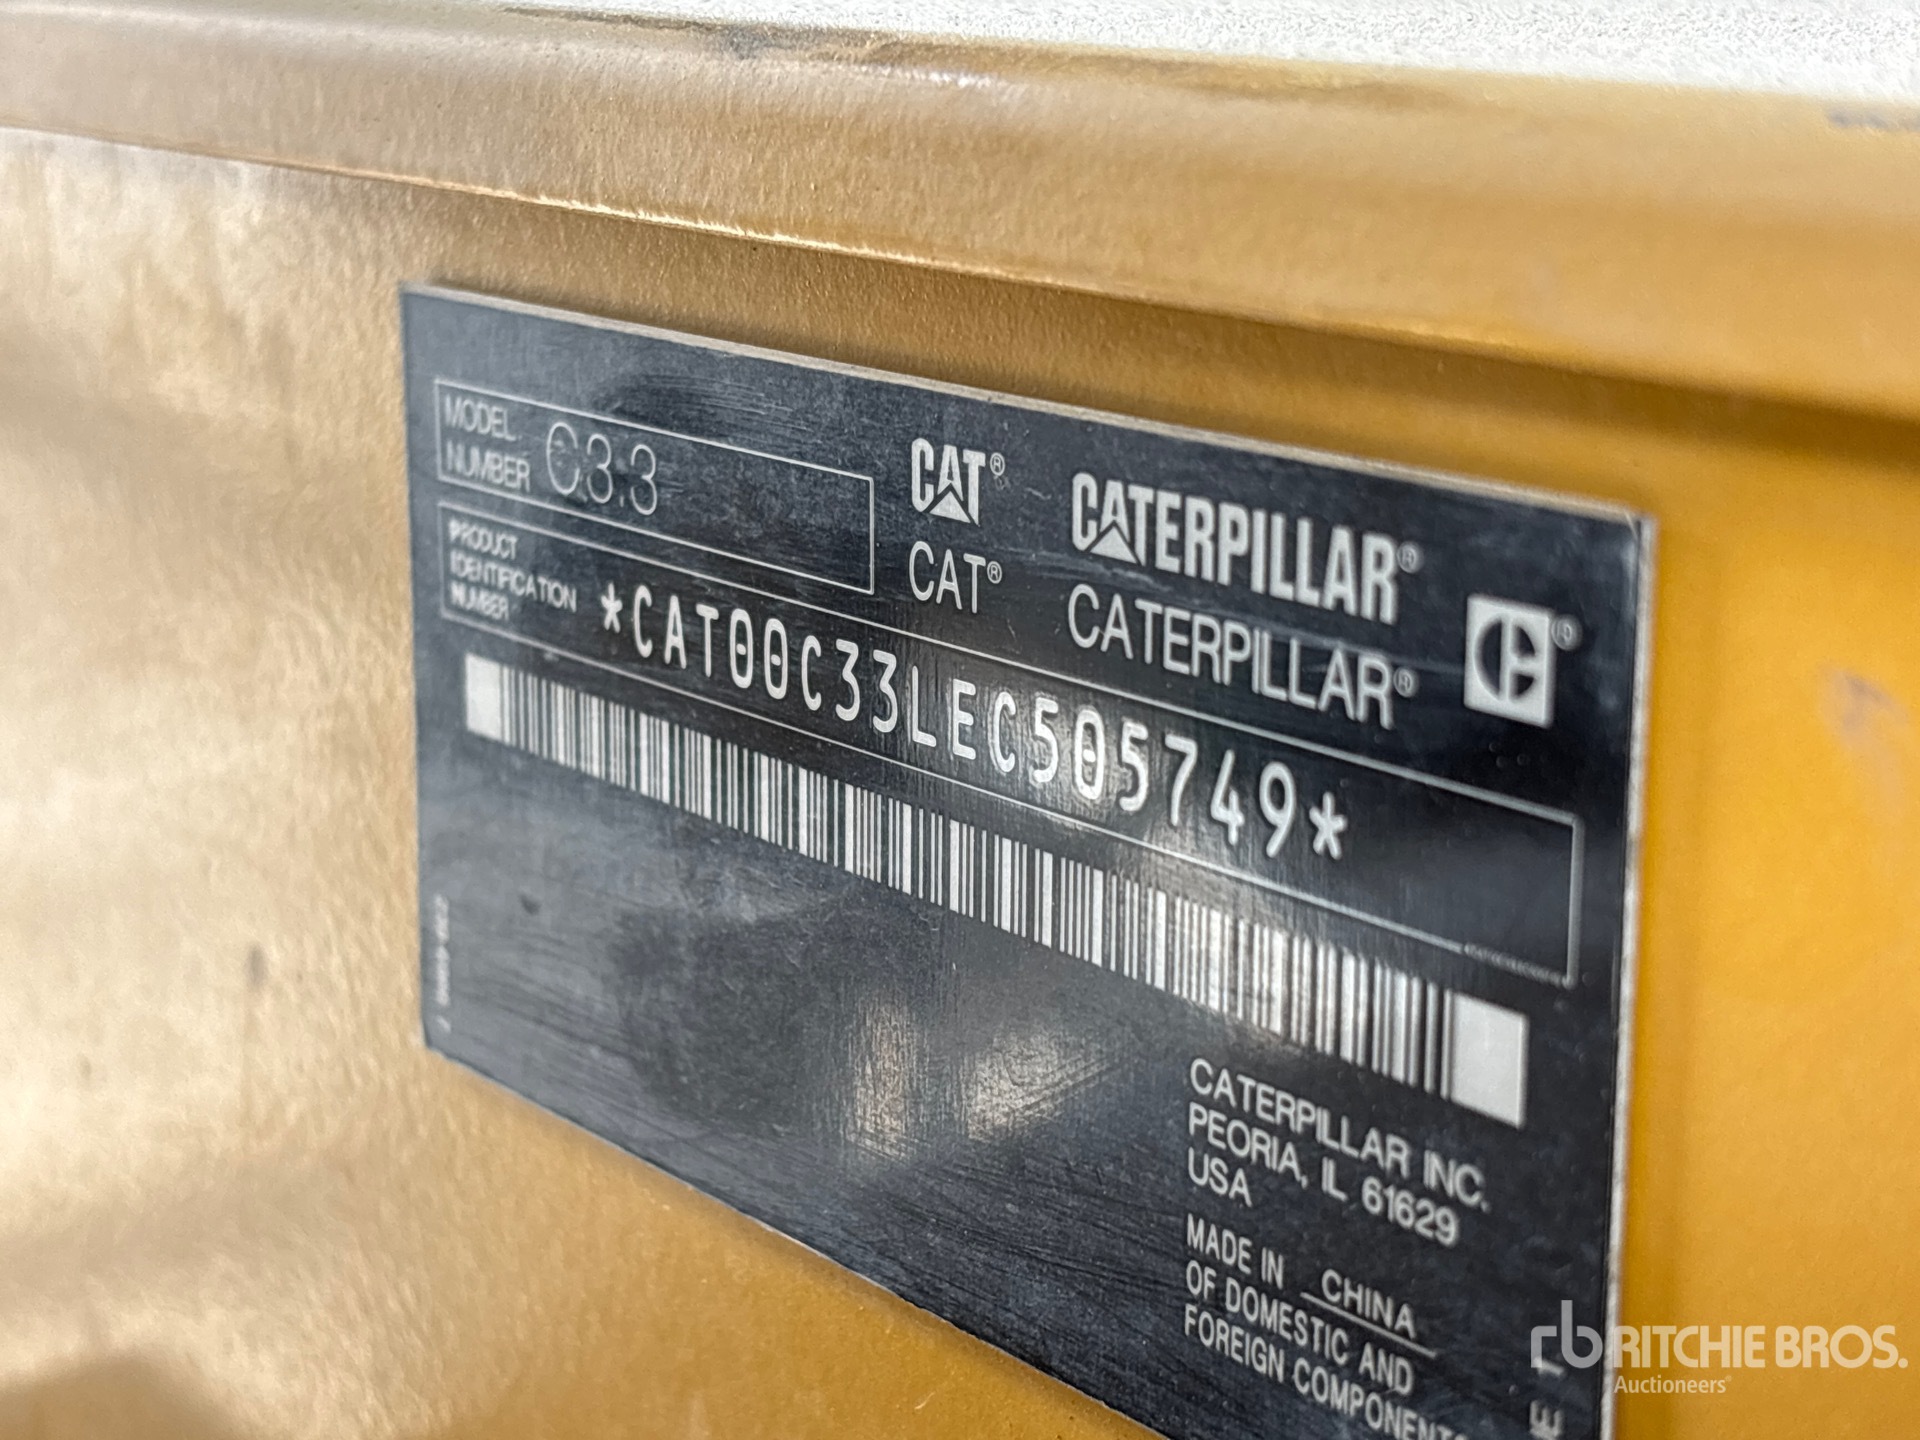 MODEL
NUMBER C3.3
CAT® CATERPILLAR®
CAT® CATERPILLAR®
PRODUCT
IDENTIFICATION
NUMBER
*CAT00C33LEC505749*
CATERPILLAR INC.
PEORIA, IL 61629
USA
MADE IN CHINA
OF DOMESTIC AND
FOREIGN COMPONENTS
rb RITCHIE BROS.
Auctioneers